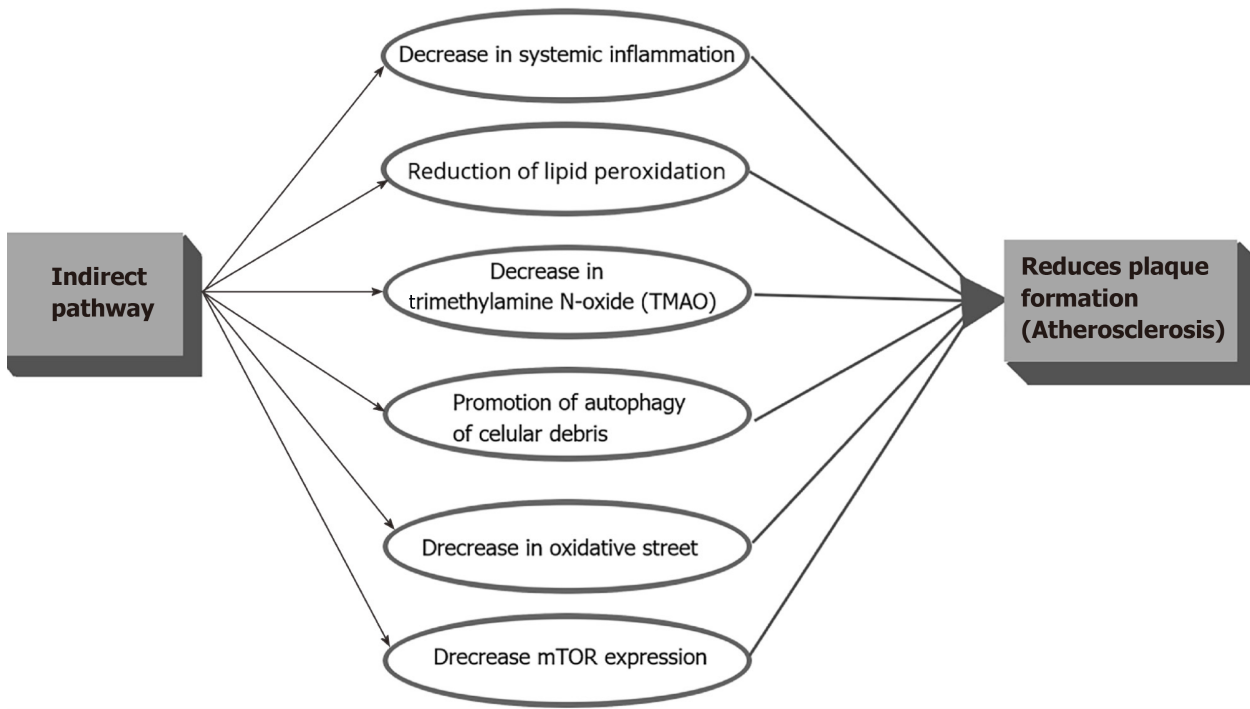 Decrease in systemic inflammation
Reduction of lipid peroxidation
Indirect
pathway
Decrease in
trimethylamine N-oxide (TMAO)
Promotion of autophagy
of celular debris
Drecrease in oxidative street
Drecrease mTOR expression
Reduces plaque
formation
(Atherosclerosis)